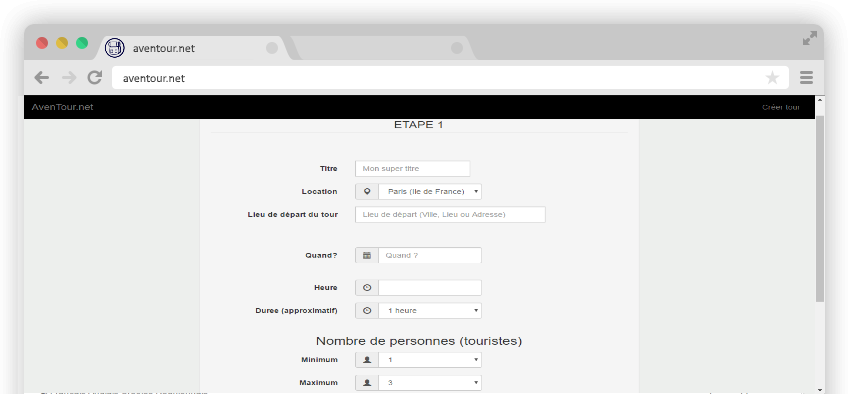 aventour.net
aventour.net
AvenTour.net Créer tour
ETAPE 1
Titre Mon super titre
Location Paris (Ile de France)
Lieu de départ du tour Lieu de départ (Ville, Lieu ou Adresse)
Quand? Quand ?
Heure
Duree (approximatif) 1 heure
Nombre de personnes (touristes)
Minimum 1
Maximum 3